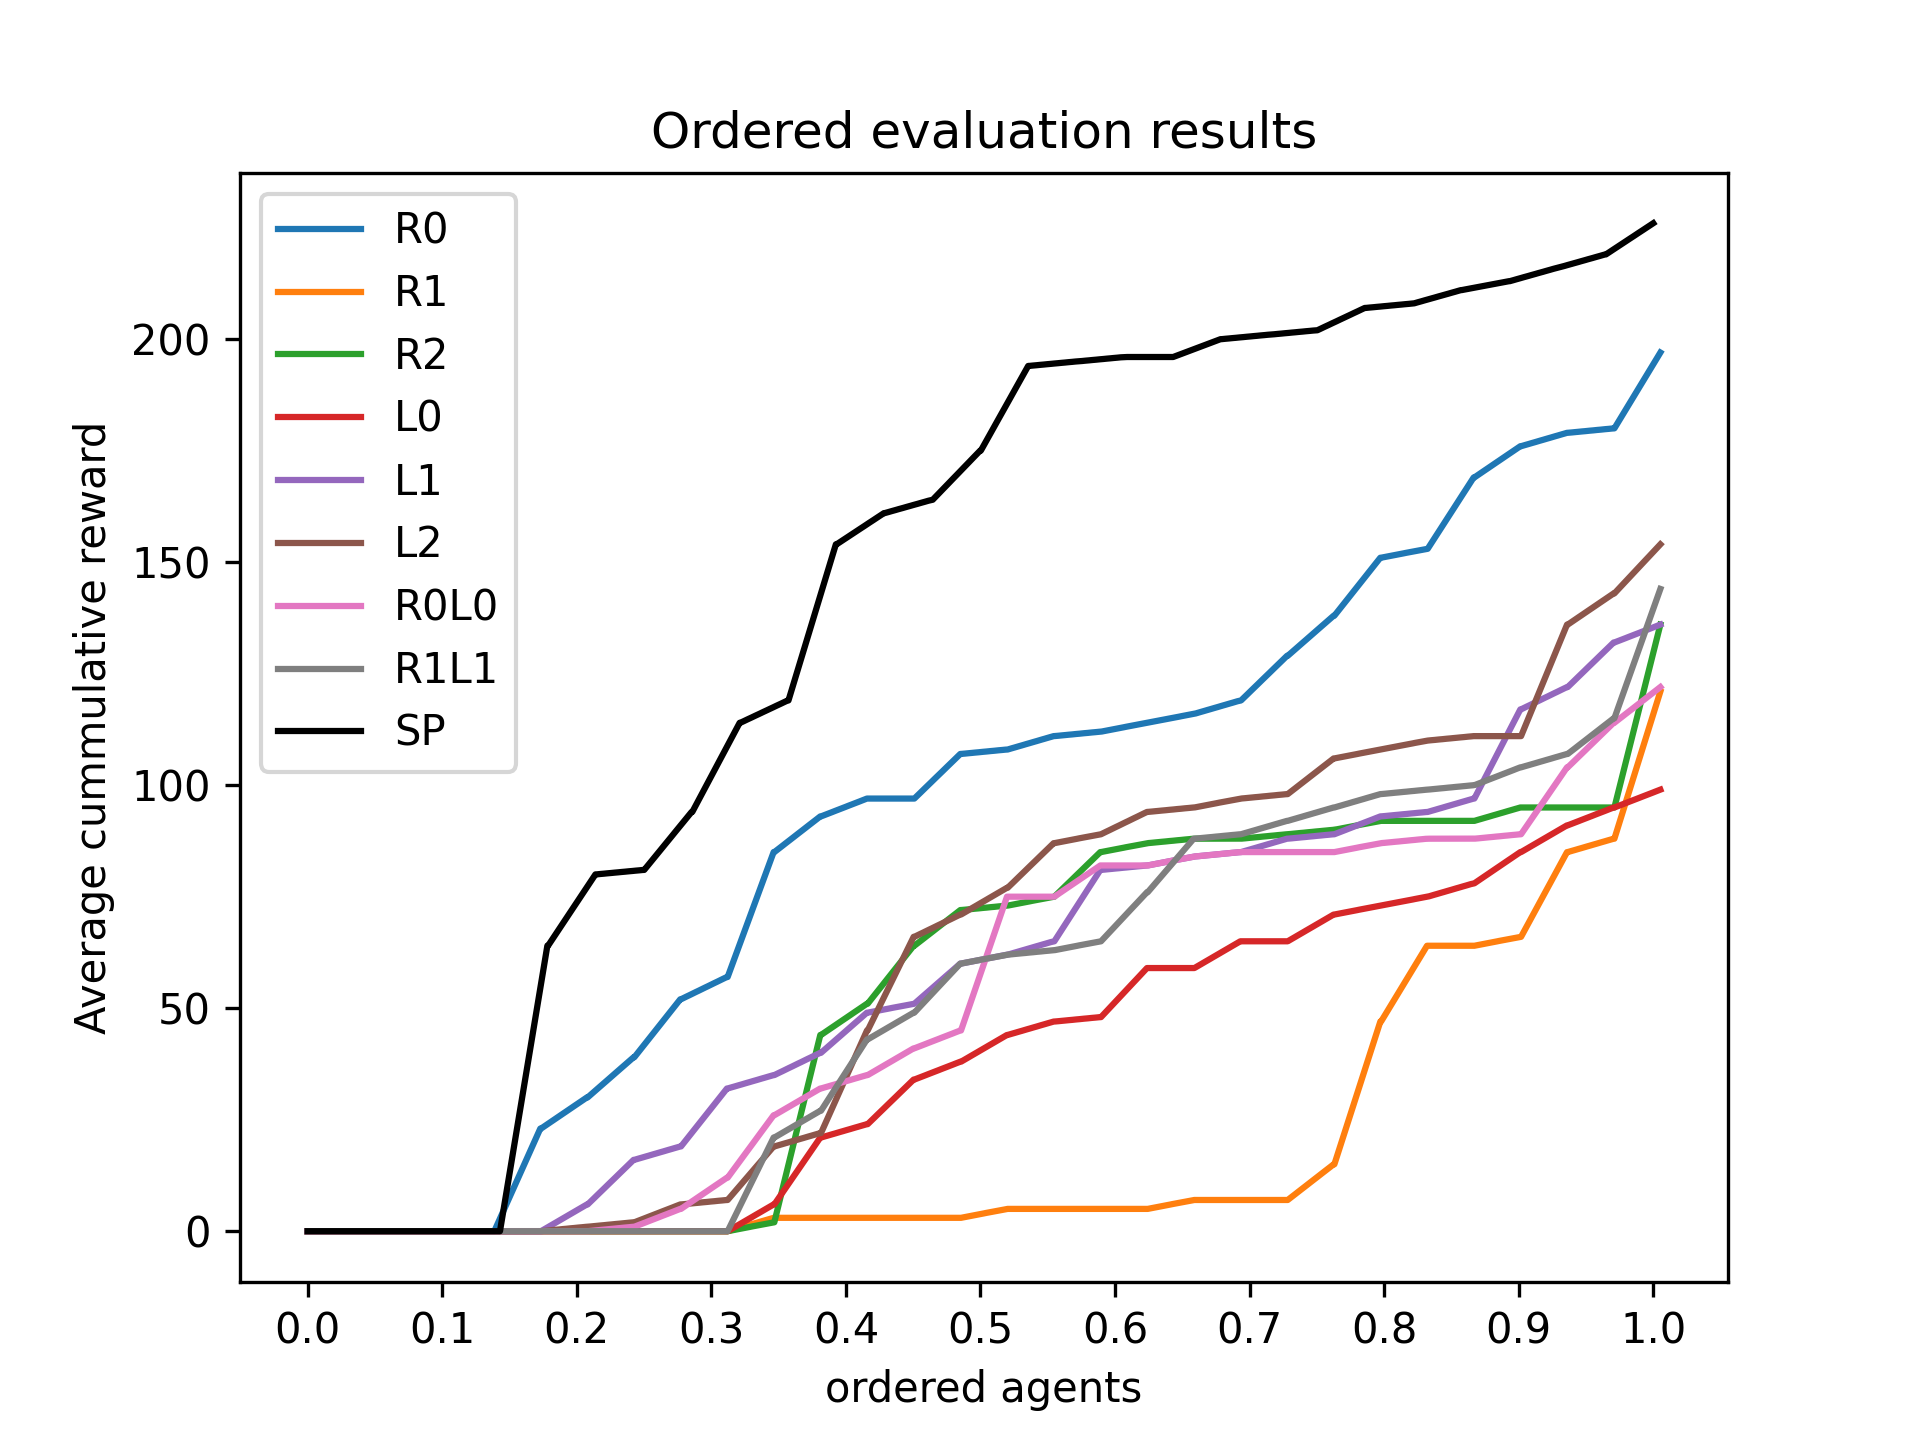 Ordered evaluation results
Average cummulative reward
200
150
100
50
0
R0
R1
R2
L0
L1
L2
R0L0
R1L1
SP
0.0 0.1 0.2 0.3 0.4 0.5 0.6 0.7 0.8 0.9 1.0
ordered agents